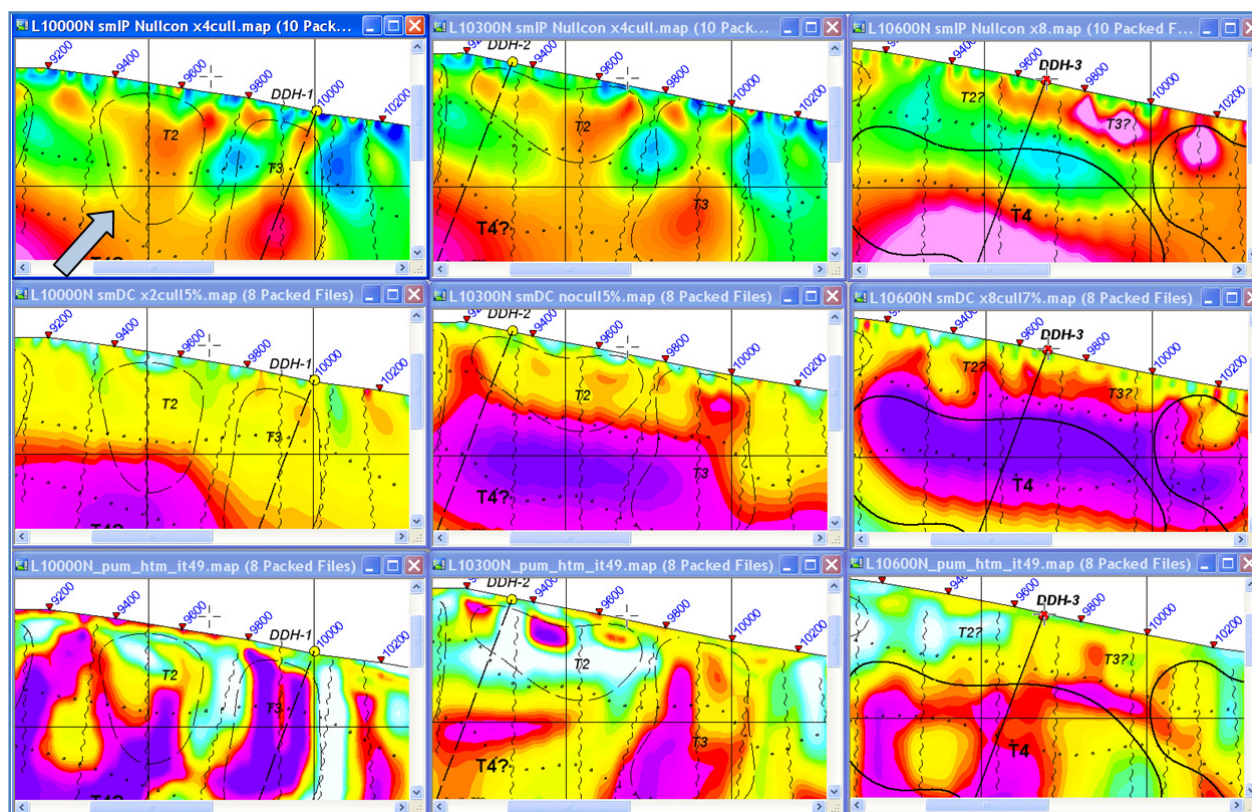 L10000N smIP Nullcon x4cull.map (10 Pack...
9200
9400
9600
9800
10000
10200
DDH-1
T2
T3
L10300N smIP Nullcon x4cull.map (10 Pack...
DDH-2
9600
9800
10000
10200
T2
T3
T4?
L10600N smIP Nullcon x8.map (10 Packed F...
DDH-3
9800
10000
10200
T2?
T3?
T4
L10000N smDC x2cull5%.map (8 Packed Files)
9200
9400
9600
9800
10000
10200
DDH-1
T2
T3
T4?
L10300N smDC nocull5%.map (8 Packed Files)
DDH-2
9400
9600
9800
10000
10200
T2
T3
T4?
L10600N smDC x8cull7%.map (8 Packed Files)
9400
9600
DDH-3
9800
10000
10200
T2?
T3?
T4
L10000N_pum_htm_it49.map (8 Packed Files)
9200
9400
9600
9800
10000
10200
DDH-1
T2
T3
L10300N_pum_htm_it49.map (8 Packed Files)
DDH-2
9400
9600
9800
10000
10200
T2
T3
T4?
L10600N_pum_htm_it49.map (8 Packed Files)
9600
DDH-3
9800
10000
10200
T2?
T3?
T4